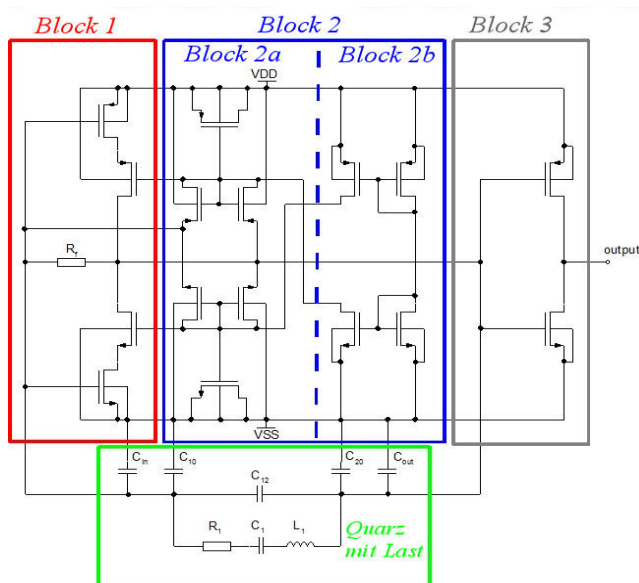 Block 1
Block 2
Block 3
Block 2a
Block 2b
VDD
Rf
output
VSS
Cin
C10
C20
Cout
C12
R1
C1
L1
Quarz
mit Last